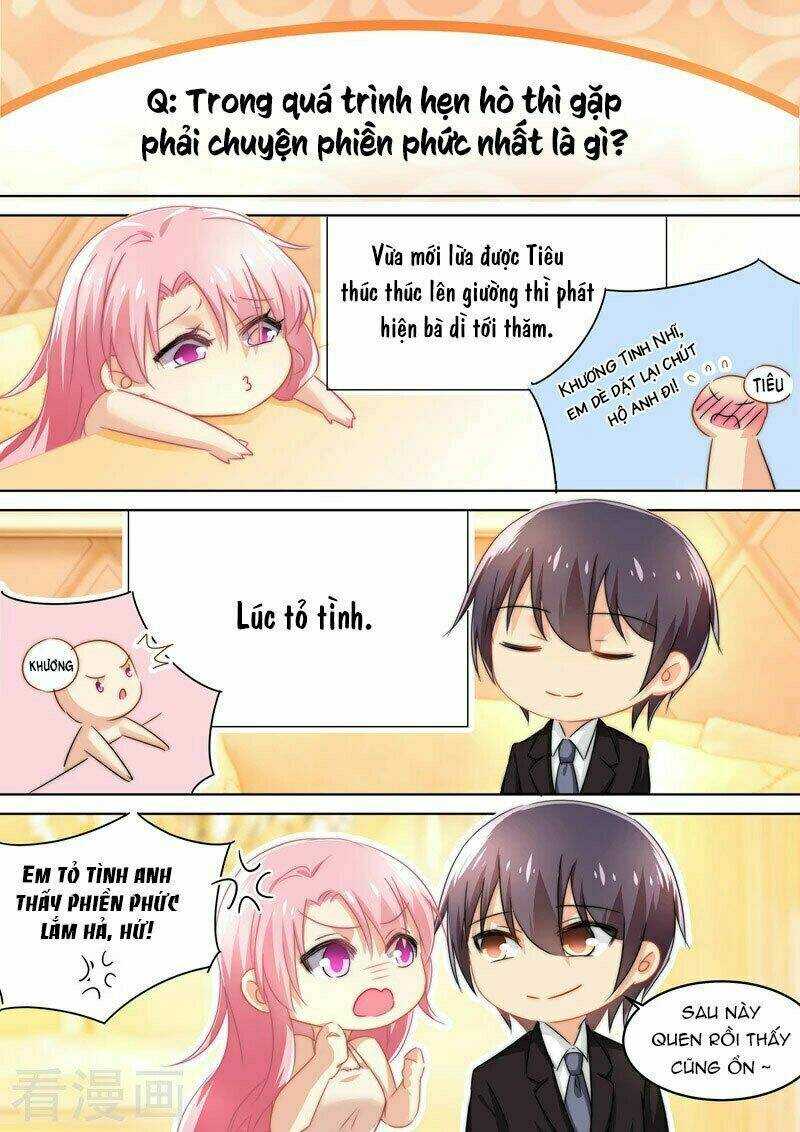 Q: Trong quá trình hẹn hò thì gặp
phải chuyện phiền phức nhất là gì?
Vừa mới lừa được Tiêu
thúc thúc lên giường thì phát
hiện bà dì tới thăm.
KHƯƠNG TINH NHĨ,
EM DÈ DẶT LẠI CHÚT
HỘ ANH ĐI!
TIÊU
Lúc tỏ tình.
KHƯƠNG
EM TỎ TÌNH ANH
THẤY PHIỀN PHỨC
LẮM HẢ, HỨ!
SAU NÀY
QUEN RỒI THẤY
CŨNG ỔN ~
看漫画